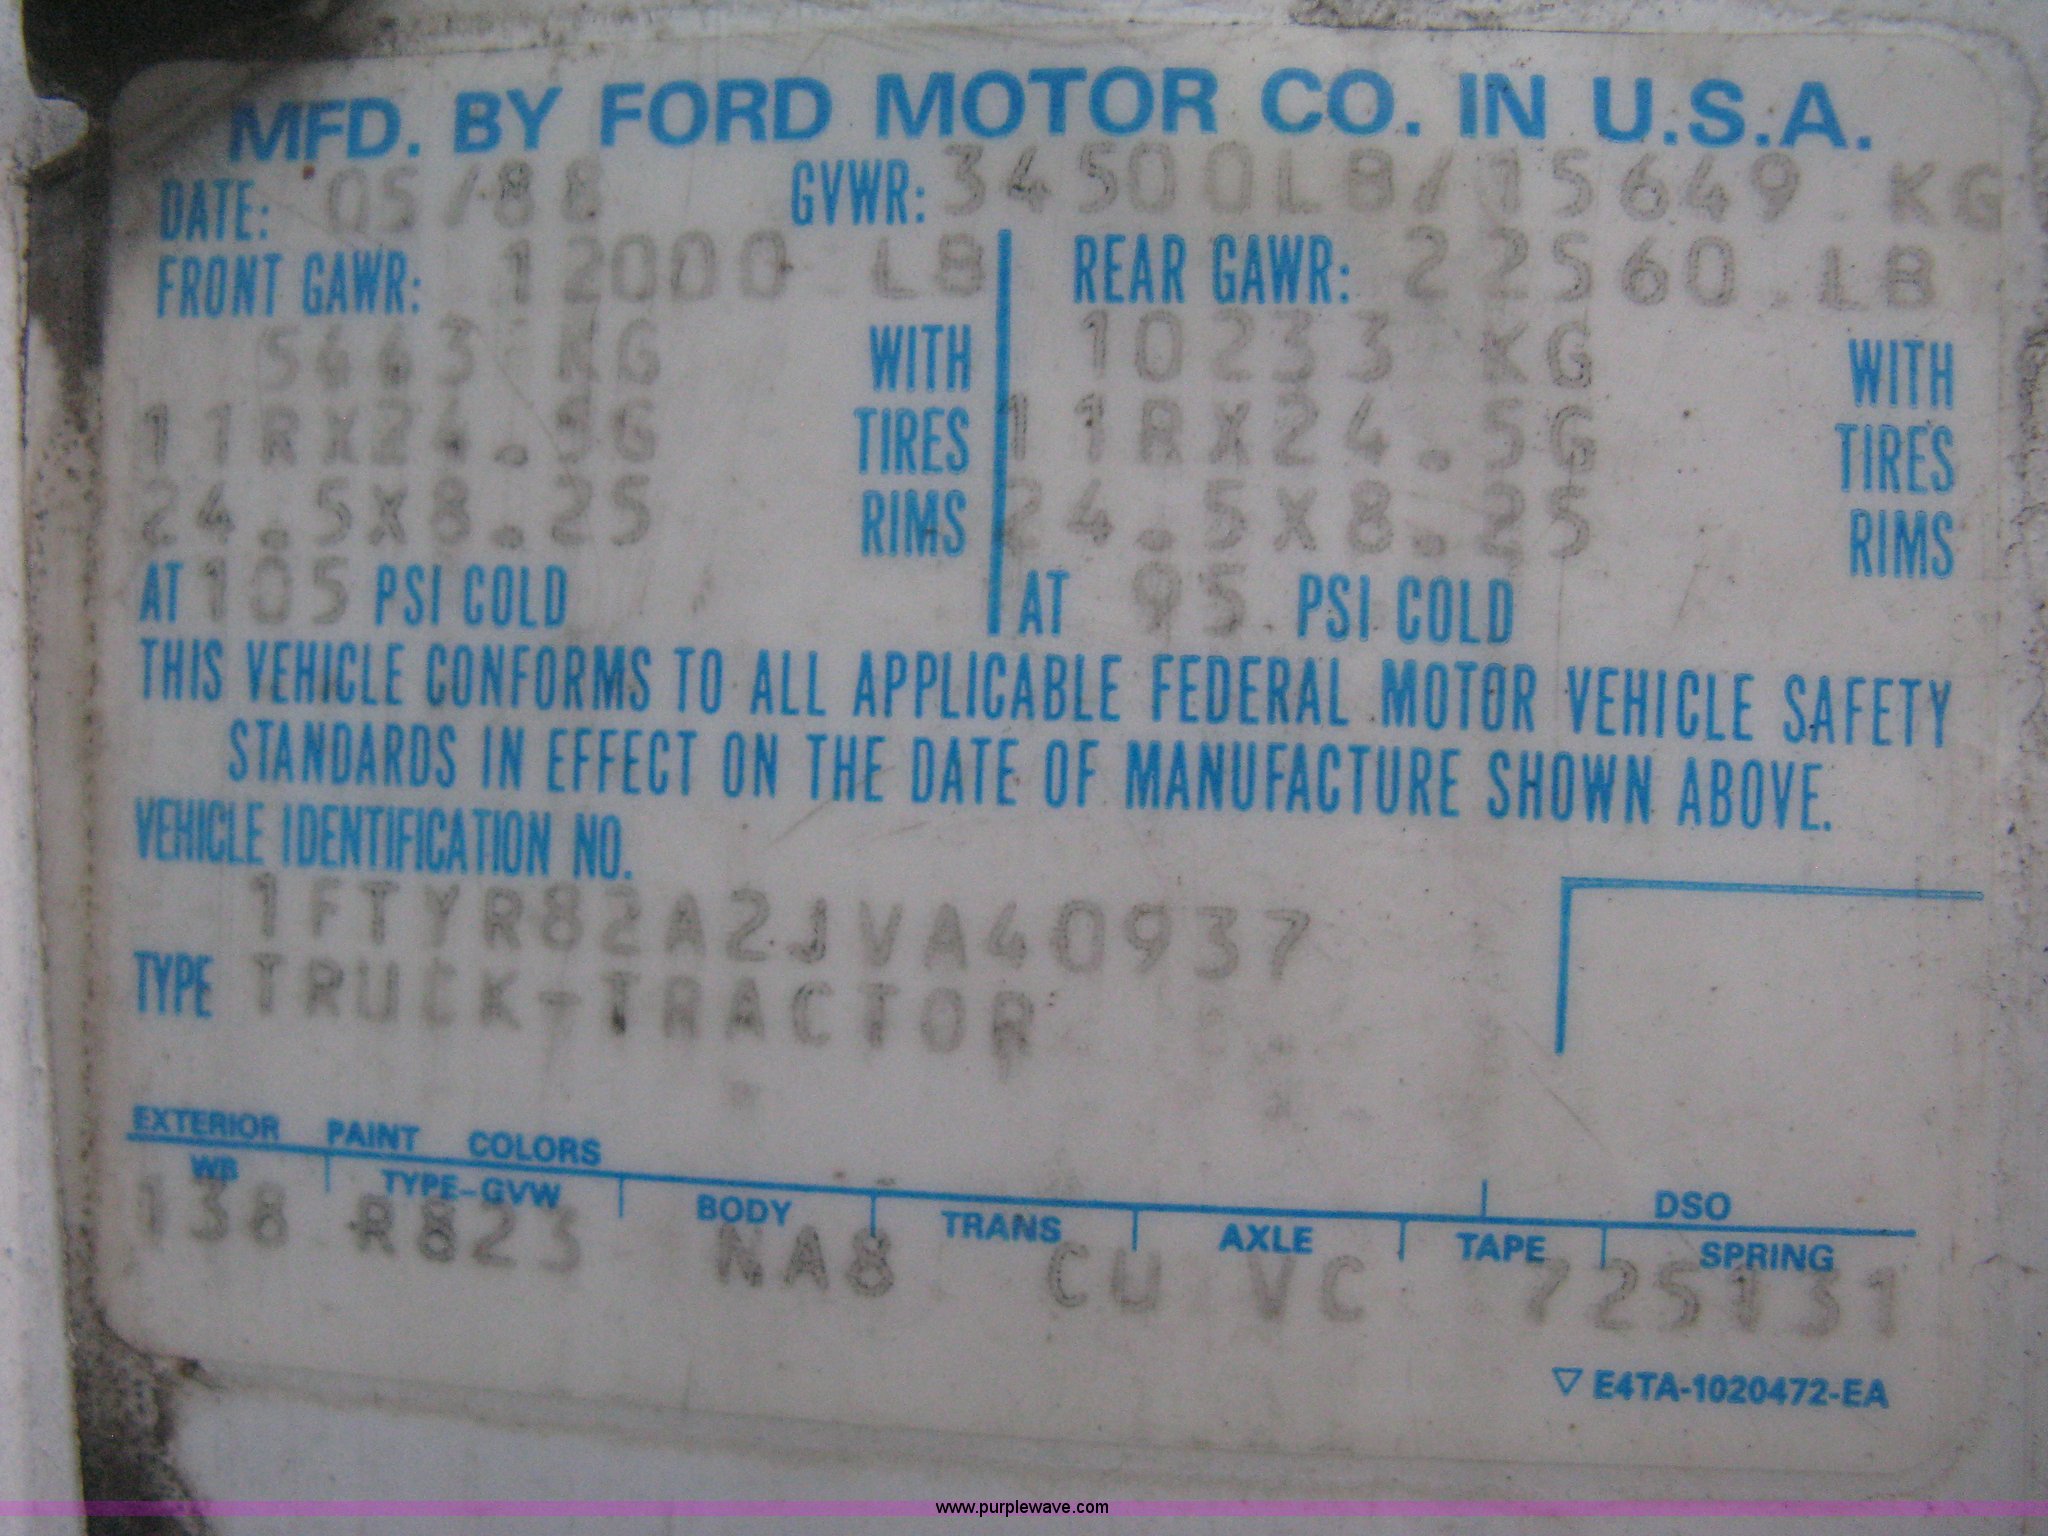 MFD. BY FORD MOTOR CO. IN U.S.A.
DATE: 05/88 GVWR: 34500LB/15649 KG
FRONT GAWR: 12000 LB REAR GAWR: 22560 LB
5443 KG WITH 10233 KG WITH
11RX24.5G TIRES 11RX24.5G TIRES
24.5X8.25 RIMS 24.5X8.25 RIMS
AT 105 PSI COLD AT 95 PSI COLD
THIS VEHICLE CONFORMS TO ALL APPLICABLE FEDERAL MOTOR VEHICLE SAFETY
STANDARDS IN EFFECT ON THE DATE OF MANUFACTURE SHOWN ABOVE.
VEHICLE IDENTIFICATION NO.
1FTYR82A2JVA40937
TYPE TRUCK-TRACTOR
EXTERIOR PAINT COLORS DSO
WB TYPE-GVW BODY TRANS AXLE TAPE SPRING
138 R823 NA8 CU VC 725131
▽ E4TA-1020472-EA
www.purplewave.com